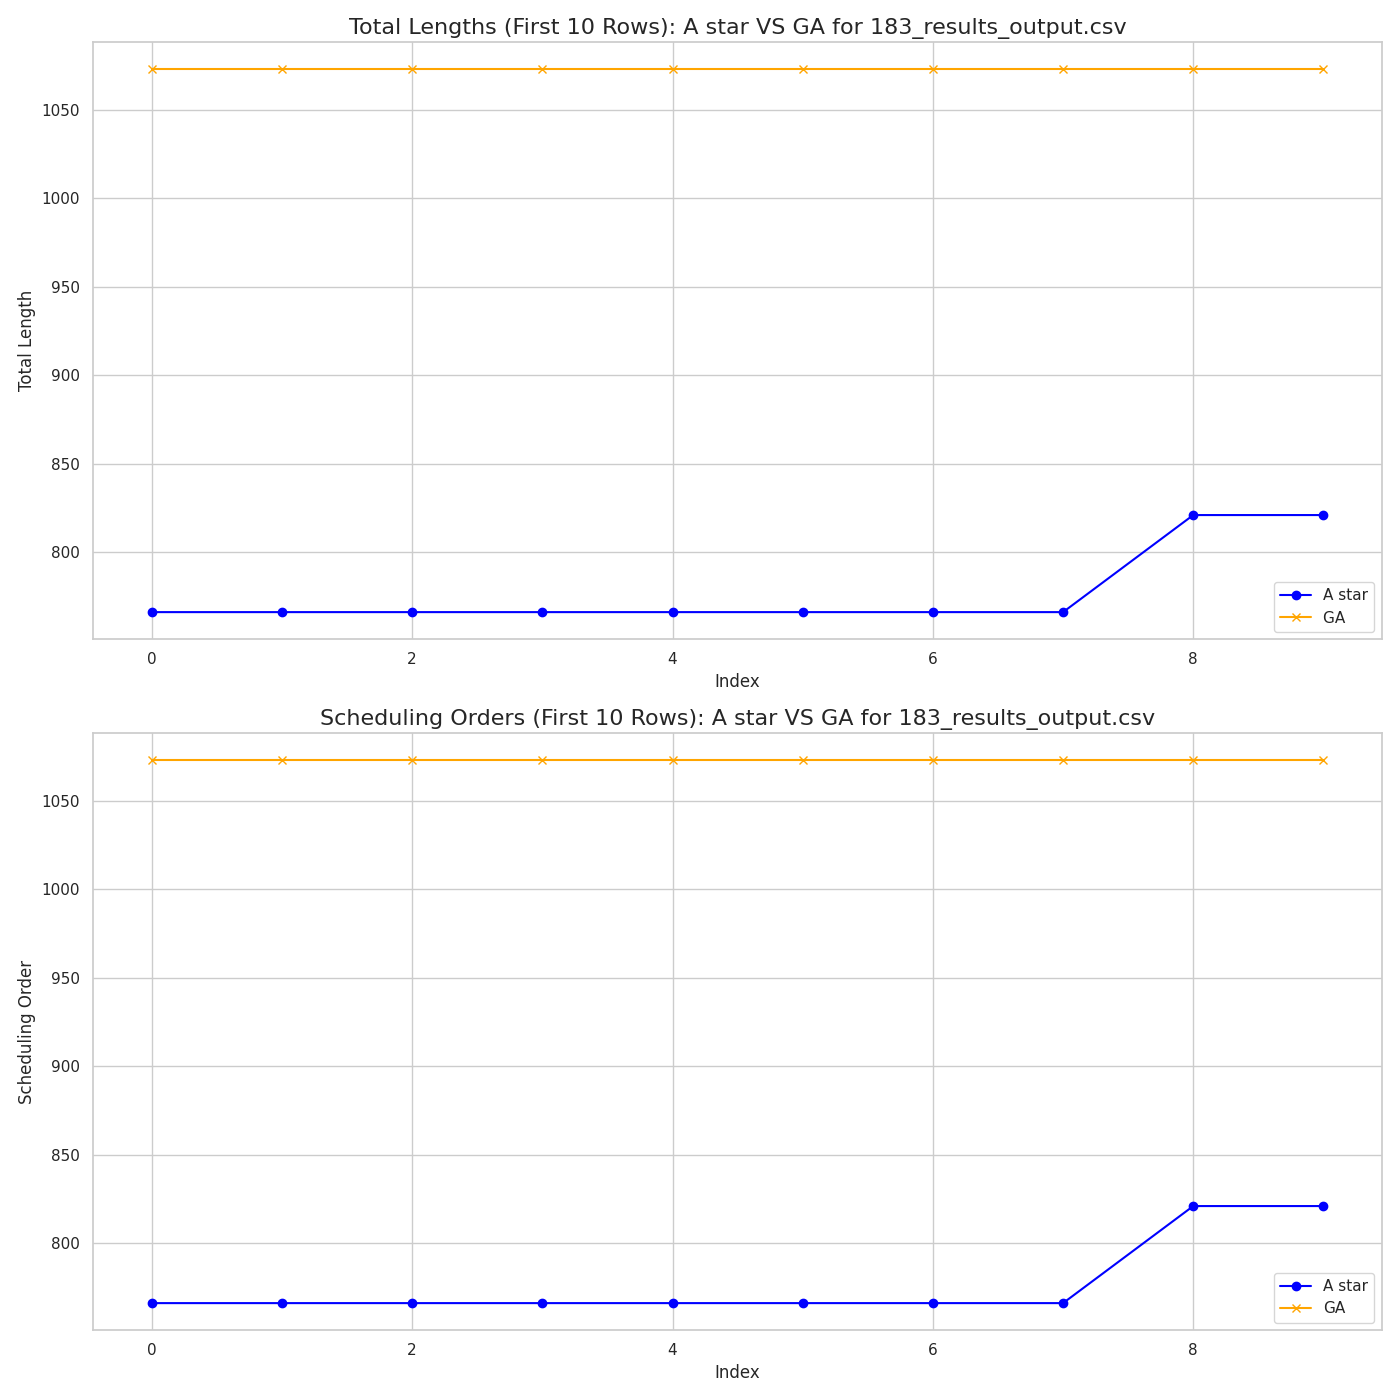 Total Lengths (First 10 Rows): A star VS GA for 183_results_output.csv
Total Length
1050
1000
950
900
850
800
A star
GA
0 2 4 6 8
Index
Scheduling Orders (First 10 Rows): A star VS GA for 183_results_output.csv
Scheduling Order
1050
1000
950
900
850
800
A star
GA
0 2 4 6 8
Index